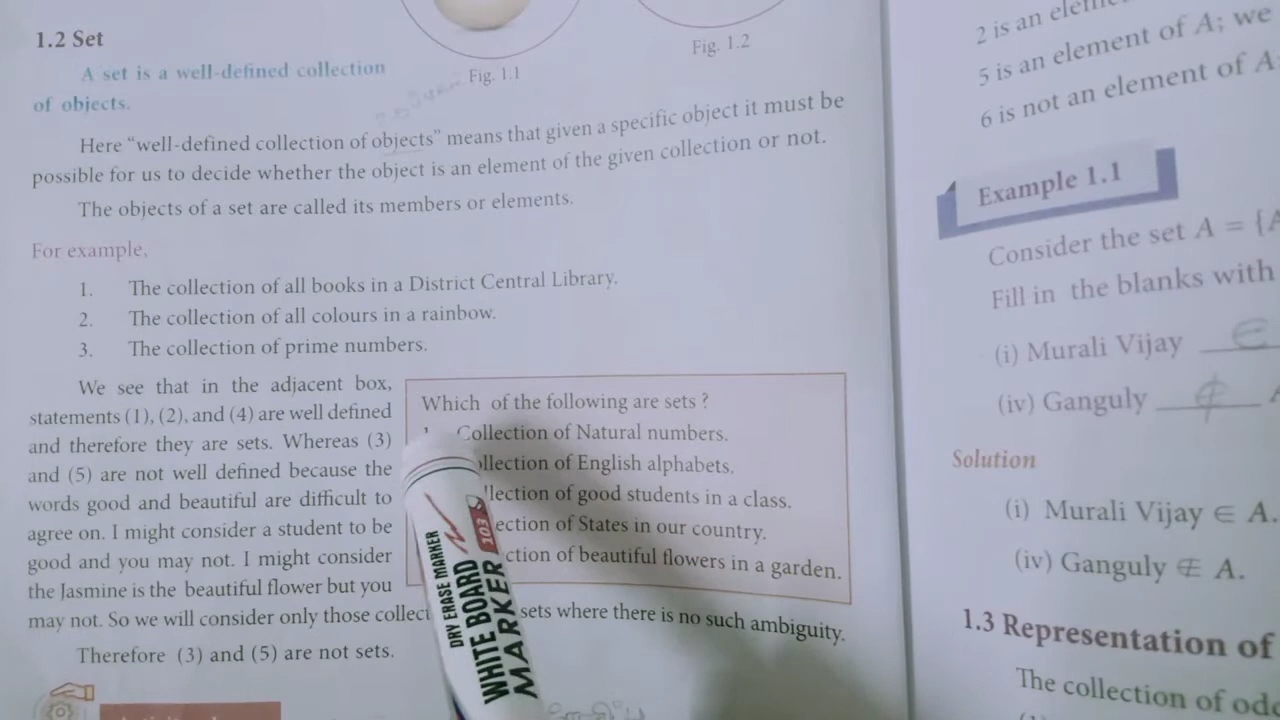 1.2 Set
A set is a well-defined collection
of objects.
Fig. 1.1
Fig. 1.2
Here “well-defined collection of objects” means that given a specific object it must be
possible for us to decide whether the object is an element of the given collection or not.
The objects of a set are called its members or elements.
For example,
1. The collection of all books in a District Central Library.
2. The collection of all colours in a rainbow.
3. The collection of prime numbers.
We see that in the adjacent box,
statements (1), (2), and (4) are well defined
and therefore they are sets. Whereas (3)
and (5) are not well defined because the
words good and beautiful are difficult to
agree on. I might consider a student to be
good and you may not. I might consider
the Jasmine is the beautiful flower but you
may not. So we will consider only those collect sets where there is no such ambiguity.
Therefore (3) and (5) are not sets.
Which of the following are sets ?
Collection of Natural numbers.
llection of English alphabets.
lection of good students in a class.
ection of States in our country.
ction of beautiful flowers in a garden.
DRY ERASE MARKER
WHITE BOARD
MARKER
103
2 is an elem
5 is an element of A; we
6 is not an element of A
Example 1.1
Consider the set A = {A
Fill in the blanks with
(i) Murali Vijay ∈
(iv) Ganguly ∉
Solution
(i) Murali Vijay ∈ A.
(iv) Ganguly ∉ A.
1.3 Representation of
The collection of odd